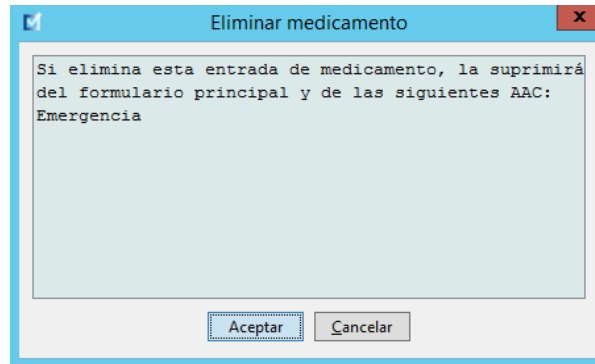 Eliminar medicamento
x
Si elimina esta entrada de medicamento, la suprimirá
del formulario principal y de las siguientes AAC:
Emergencia
Aceptar Cancelar